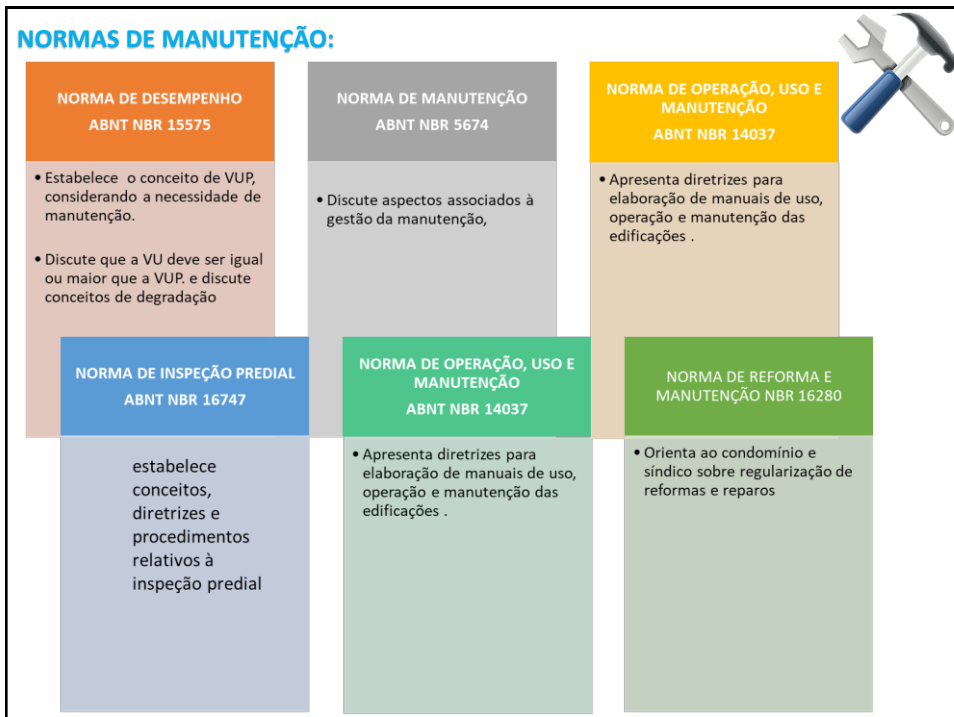 NORMAS DE MANUTENÇÃO:
NORMA DE DESEMPENHO
ABNT NBR 15575
• Estabelece o conceito de VUP,
considerando a necessidade de
manutenção.
• Discute que a VU deve ser igual
ou maior que a VUP. e discute
conceitos de degradação
NORMA DE MANUTENÇÃO
ABNT NBR 5674
• Discute aspectos associados à
gestão da manutenção,
NORMA DE OPERAÇÃO, USO E
MANUTENÇÃO
ABNT NBR 14037
• Apresenta diretrizes para
elaboração de manuais de uso,
operação e manutenção das
edificações .
NORMA DE INSPEÇÃO PREDIAL
ABNT NBR 16747
estabelece
conceitos,
diretrizes e
procedimentos
relativos à
inspeção predial
NORMA DE OPERAÇÃO, USO E
MANUTENÇÃO
ABNT NBR 14037
• Apresenta diretrizes para
elaboração de manuais de uso,
operação e manutenção das
edificações .
NORMA DE REFORMA E
MANUTENÇÃO NBR 16280
• Orienta ao condomínio e
síndico sobre regularização de
reformas e reparos